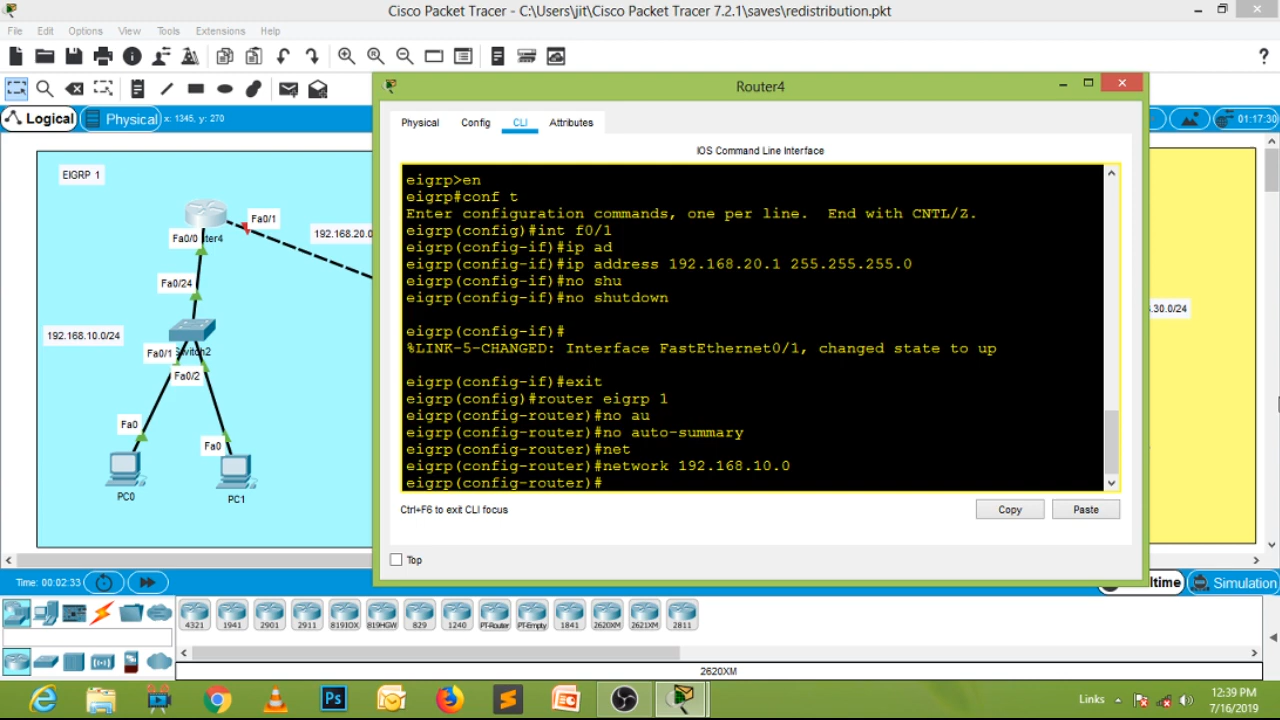 Cisco Packet Tracer - C:\Users\jit\Cisco Packet Tracer 7.2.1\saves\redistribution.pkt
File Edit Options View Tools Extensions Help
?
Logical Physical x: 1345, y: 270
01:17:30
Router4
Physical Config CLI Attributes
IOS Command Line Interface
eigrp>en
eigrp#conf t
Enter configuration commands, one per line.  End with CNTL/Z.
eigrp(config)#int f0/1
eigrp(config-if)#ip ad
eigrp(config-if)#ip address 192.168.20.1 255.255.255.0
eigrp(config-if)#no shu
eigrp(config-if)#no shutdown
eigrp(config-if)#
%LINK-5-CHANGED: Interface FastEthernet0/1, changed state to up
eigrp(config-if)#exit
eigrp(config)#router eigrp 1
eigrp(config-router)#no au
eigrp(config-router)#no auto-summary
eigrp(config-router)#net
eigrp(config-router)#network 192.168.10.0
eigrp(config-router)#
Ctrl+F6 to exit CLI focus
Copy Paste
Top
EIGRP 1
Fa0/1
Fa0/0 ter4
192.168.20.0
Fa0/24
192.168.10.0/24
.30.0/24
Fa0/1 witch2
Fa0/2
Fa0
Fa0
PC0
PC1
Time: 00:02:33
ltime Simulation
4321 1941 2901 2911 819IOX 819HGW 829 1240 PT-Router PT-Empty 1841 2620XM 2621XM 2811
2620XM
Links
12:39 PM
7/16/2019